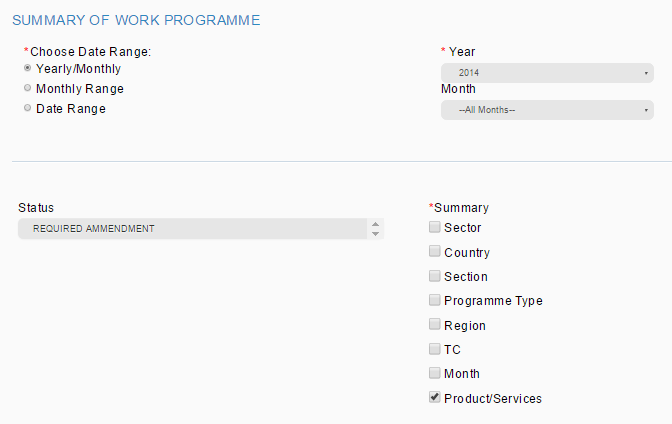 SUMMARY OF WORK PROGRAMME
*Choose Date Range:
Yearly/Monthly
Monthly Range
Date Range
* Year
2014
Month
--All Months--
Status
REQUIRED AMMENDMENT
*Summary
Sector
Country
Section
Programme Type
Region
TC
Month
Product/Services